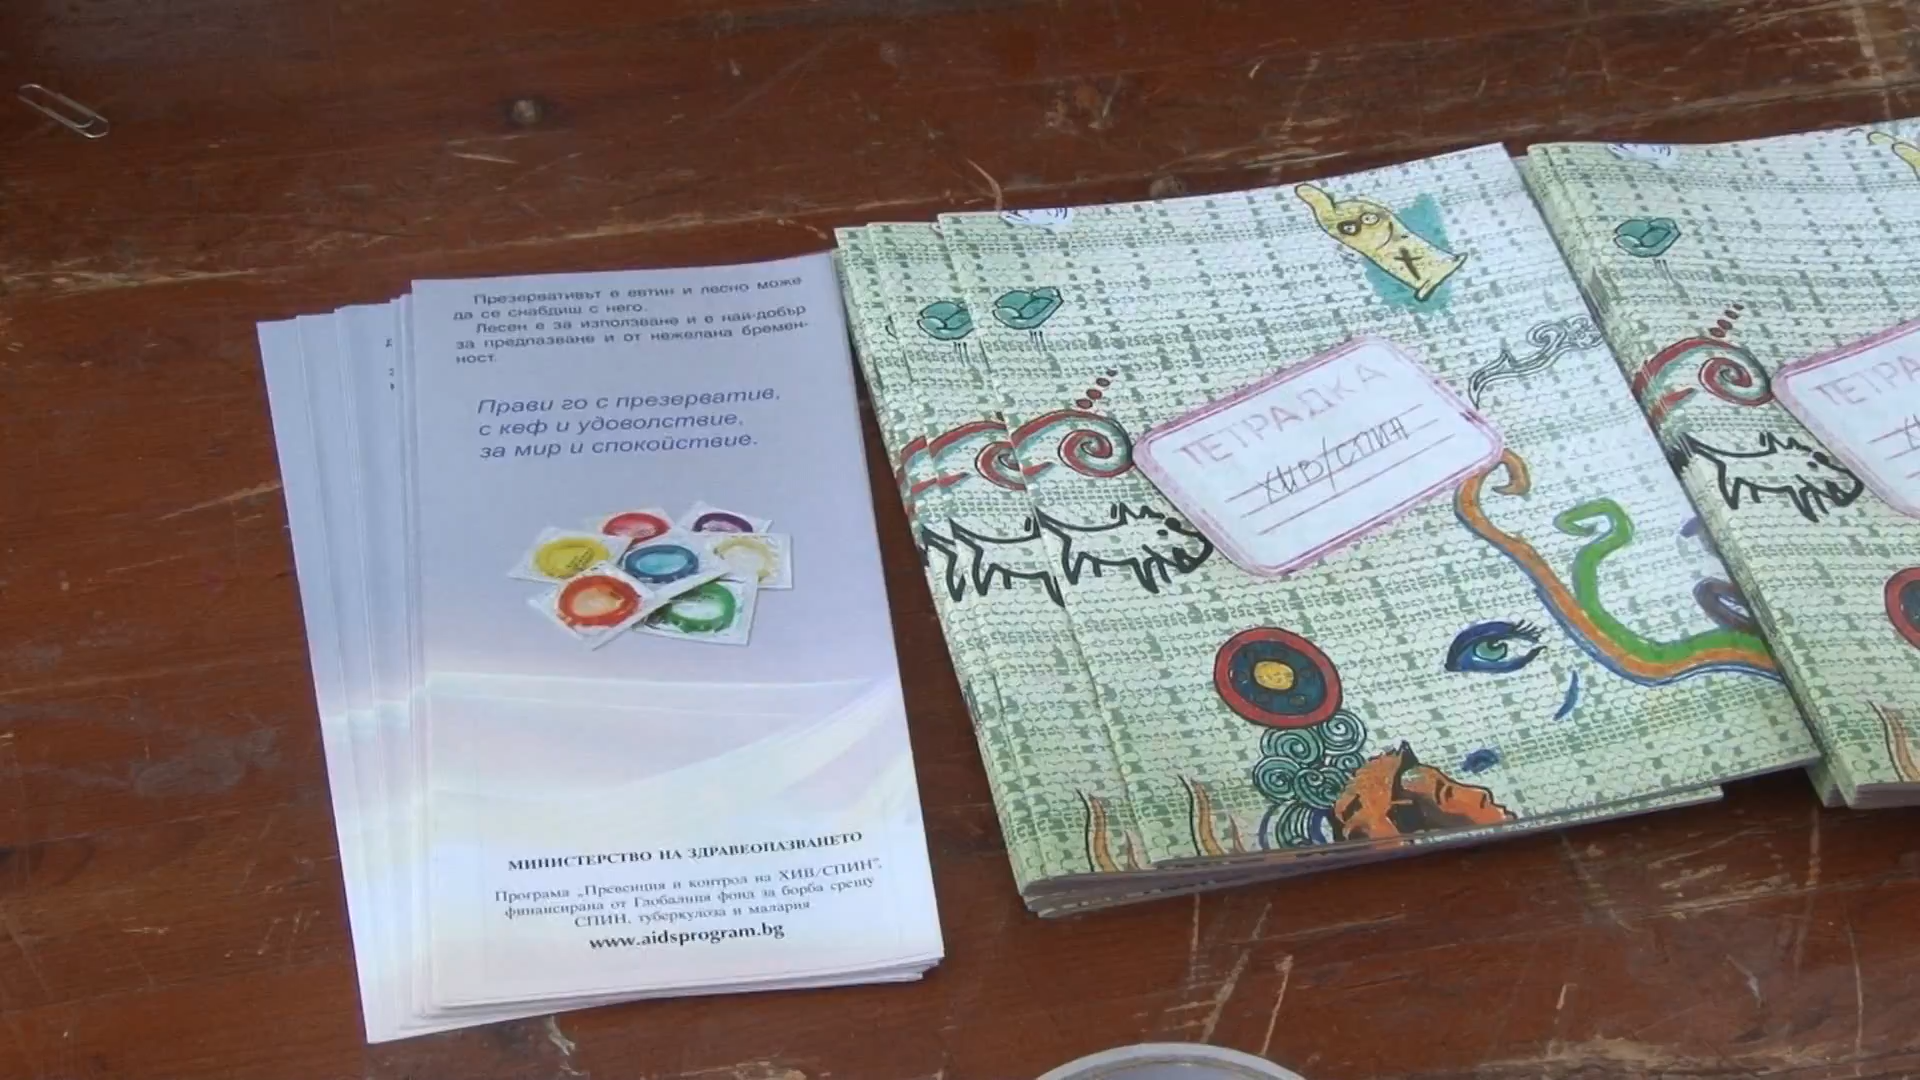 Презервативът е евтин и лесно може
да се снабдиш с него.
Лесен е за използване и е най-добър
за предпазване и от нежелана бремен-
ност.
Прави го с презерватив,
с кеф и удоволствие,
за мир и спокойствие.
МИНИСТЕРСТВО НА ЗДРАВЕОПАЗВАНЕТО
Програма „Превенция и контрол на ХИВ/СПИН”,
финансирана от Глобалния фонд за борба срещу
СПИН, туберкулоза и малария
www.aidsprogram.bg
ТЕТРАДКА
ХИВ/СПИН
ТЕТРА